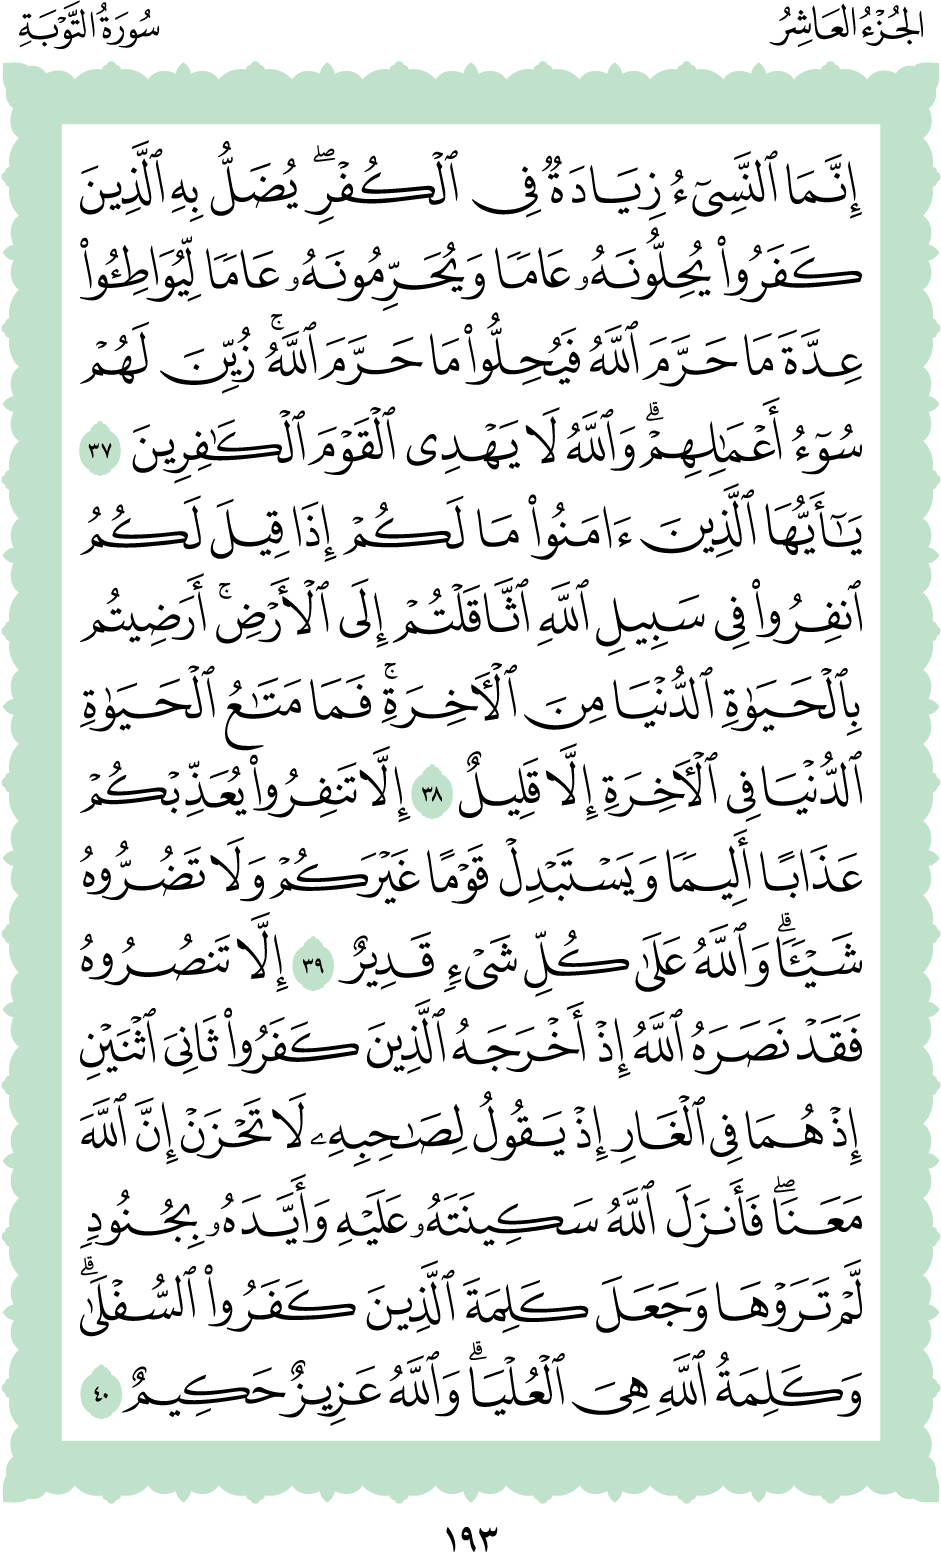 الجُزْءُ العَاشِرُ
سُورَةُ التَّوْبَةِ
إِنَّمَا ٱلنَّسِىٓءُ زِيَادَةٌ فِى ٱلْكُفْرِ ۖ يُضَلُّ بِهِ ٱلَّذِينَ
كَفَرُوا۟ يُحِلُّونَهُۥ عَامًا وَيُحَرِّمُونَهُۥ عَامًا لِّيُوَاطِـُٔوا۟
عِدَّةَ مَا حَرَّمَ ٱللَّهُ فَيُحِلُّوا۟ مَا حَرَّمَ ٱللَّهُ ۚ زُيِّنَ لَهُمْ
سُوٓءُ أَعْمَـٰلِهِمْ ۗ وَٱللَّهُ لَا يَهْدِى ٱلْقَوْمَ ٱلْكَـٰفِرِينَ ٣٧
يَـٰٓأَيُّهَا ٱلَّذِينَ ءَامَنُوا۟ مَا لَكُمْ إِذَا قِيلَ لَكُمُ
ٱنفِرُوا۟ فِى سَبِيلِ ٱللَّهِ ٱثَّاقَلْتُمْ إِلَى ٱلْأَرْضِ ۚ أَرَضِيتُم
بِٱلْحَيَوٰةِ ٱلدُّنْيَا مِنَ ٱلْـَٔاخِرَةِ ۚ فَمَا مَتَـٰعُ ٱلْحَيَوٰةِ
ٱلدُّنْيَا فِى ٱلْـَٔاخِرَةِ إِلَّا قَلِيلٌ ٣٨ إِلَّا تَنفِرُوا۟ يُعَذِّبْكُمْ
عَذَابًا أَلِيمًا وَيَسْتَبْدِلْ قَوْمًا غَيْرَكُمْ وَلَا تَضُرُّوهُ
شَيْـًٔا ۗ وَٱللَّهُ عَلَىٰ كُلِّ شَىْءٍ قَدِيرٌ ٣٩ إِلَّا تَنصُرُوهُ
فَقَدْ نَصَرَهُ ٱللَّهُ إِذْ أَخْرَجَهُ ٱلَّذِينَ كَفَرُوا۟ ثَانِىَ ٱثْنَيْنِ
إِذْ هُمَا فِى ٱلْغَارِ إِذْ يَقُولُ لِصَـٰحِبِهِۦ لَا تَحْزَنْ إِنَّ ٱللَّهَ
مَعَنَا ۖ فَأَنزَلَ ٱللَّهُ سَكِينَتَهُۥ عَلَيْهِ وَأَيَّدَهُۥ بِجُنُودٍ
لَّمْ تَرَوْهَا وَجَعَلَ كَلِمَةَ ٱلَّذِينَ كَفَرُوا۟ ٱلسُّفْلَىٰ ۗ
وَكَلِمَةُ ٱللَّهِ هِىَ ٱلْعُلْيَا ۗ وَٱللَّهُ عَزِيزٌ حَكِيمٌ ٤٠
١٩٣